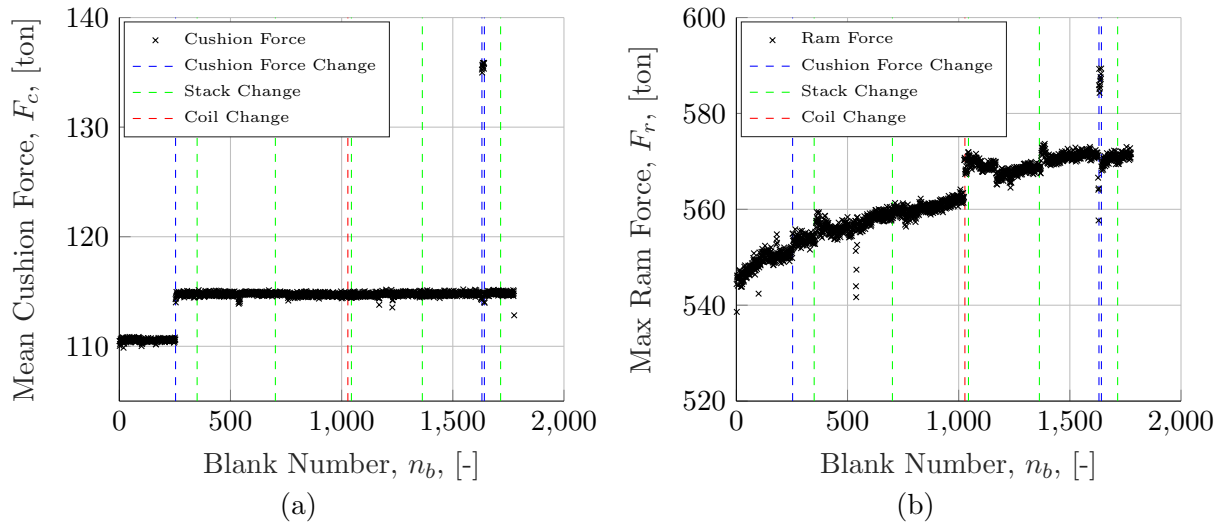 140
130
120
110
0
500
1,000
1,500
2,000
Mean Cushion Force, F_c, [ton]
Blank Number, n_b, [-]
Cushion Force
Cushion Force Change
Stack Change
Coil Change
(a)
600
580
560
540
520
0
500
1,000
1,500
2,000
Max Ram Force, F_r, [ton]
Blank Number, n_b, [-]
Ram Force
Cushion Force Change
Stack Change
Coil Change
(b)